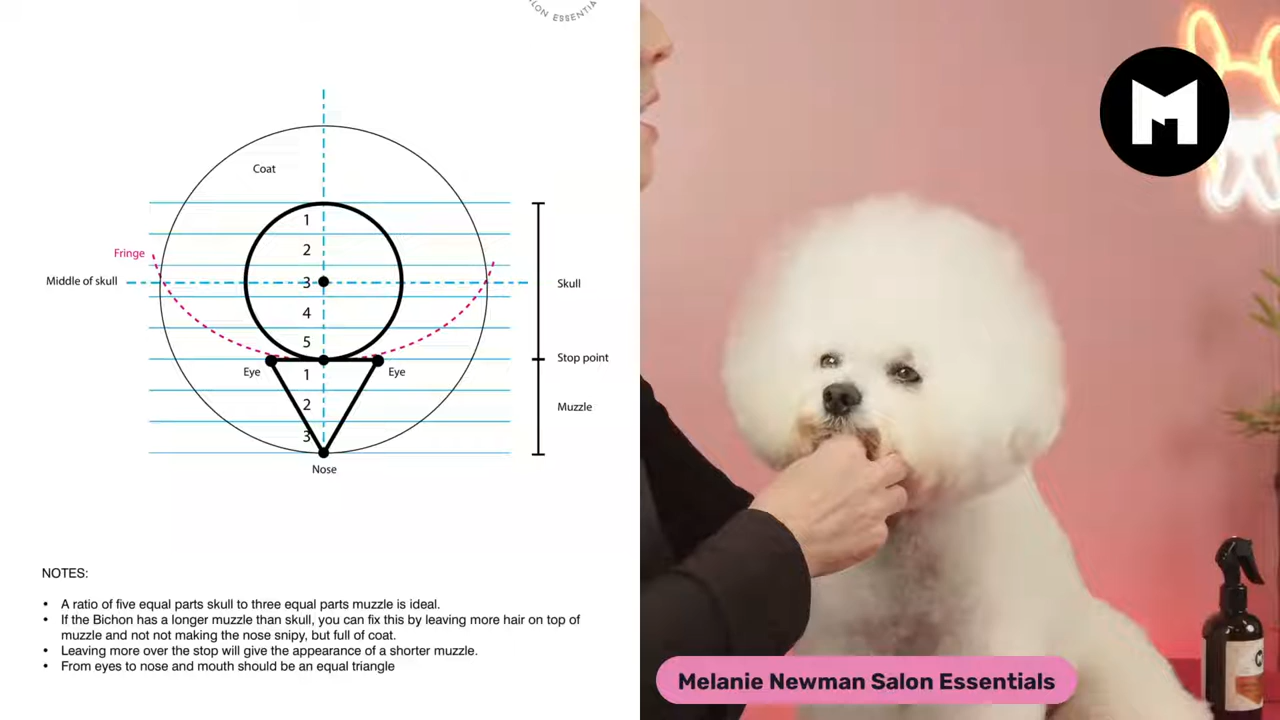 LON ESSENTIA
Coat
1
2
Fringe
Middle of skull
3
Skull
4
5
Stop point
Eye
1
Eye
2
Muzzle
3
Nose
NOTES:
• A ratio of five equal parts skull to three equal parts muzzle is ideal.
• If the Bichon has a longer muzzle than skull, you can fix this by leaving more hair on top of
muzzle and not not making the nose snipy, but full of coat.
• Leaving more over the stop will give the appearance of a shorter muzzle.
• From eyes to nose and mouth should be an equal triangle
M
Melanie Newman Salon Essentials